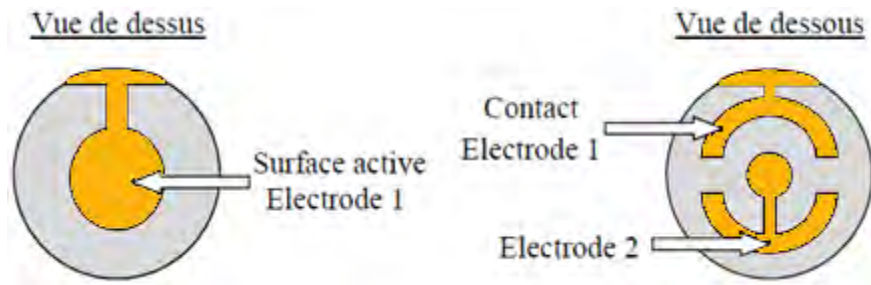 Vue de dessus
Surface active
Electrode 1
Vue de dessous
Contact
Electrode 1
Electrode 2